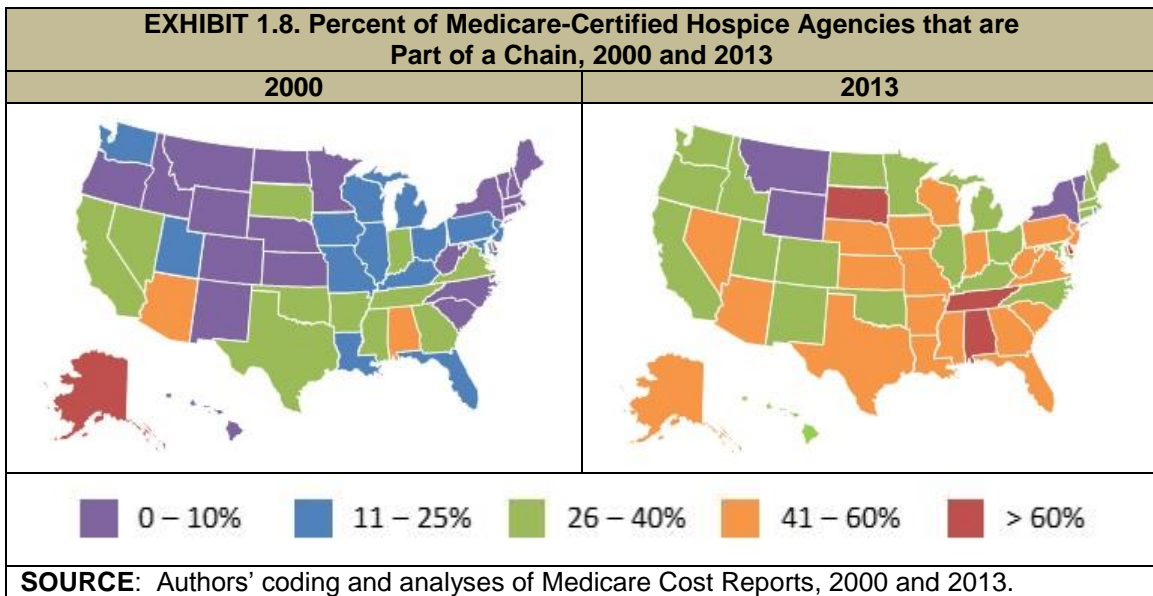 EXHIBIT 1.8. Percent of Medicare-Certified Hospice Agencies that are
Part of a Chain, 2000 and 2013
2000
2013
0 – 10%
11 – 25%
26 – 40%
41 – 60%
> 60%
SOURCE: Authors' coding and analyses of Medicare Cost Reports, 2000 and 2013.